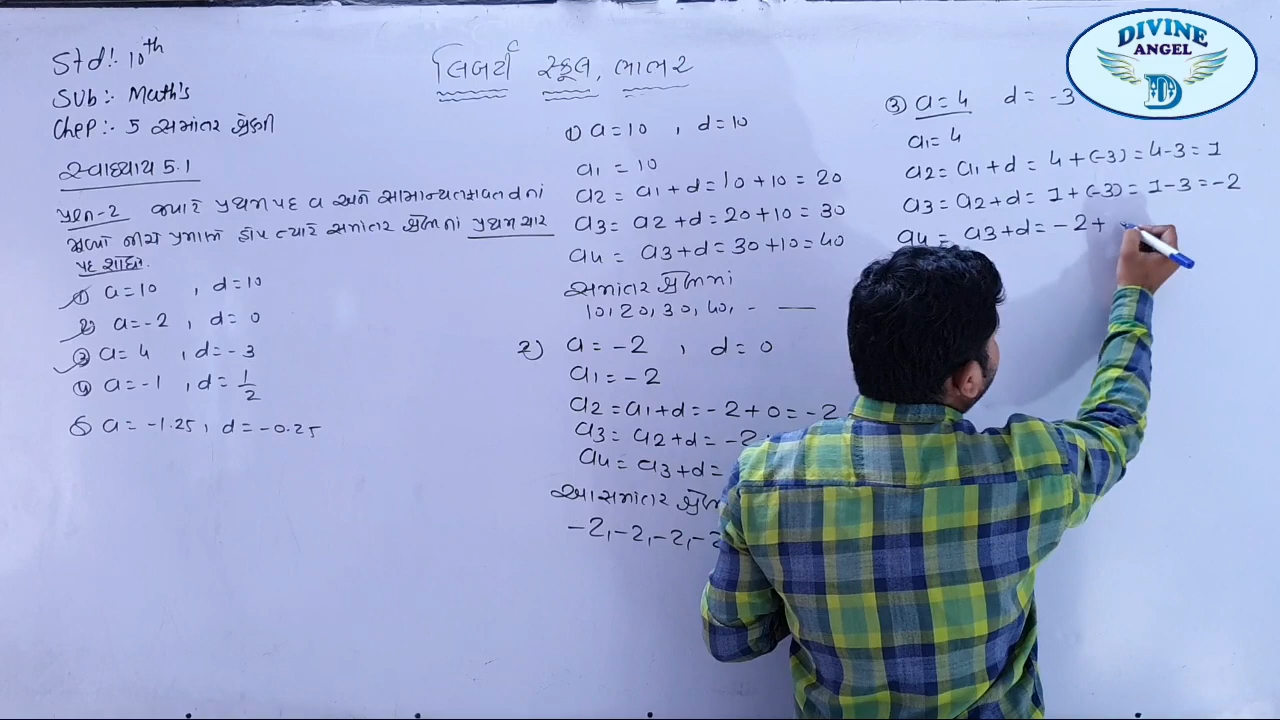 Std:- 10th
Sub:- Math's
Chep:- 5 સમાંતર શ્રેણી
સ્વાધ્યાય 5.1
પ્રશ્ન-2 જ્યારે પ્રથમ પદ a અને સામાન્ય તફાવત d નાં
મૂલ્યો નીચે પ્રમાણે હોય ત્યારે સમાંતર શ્રેણીનાં પ્રથમ ચાર
પદ શોધો.
1) a=10 , d=10
2) a=-2 , d=0
3) a=4 , d=-3
4) a=-1 , d=1/2
5) a=-1.25, d=-0.25
લિબર્ટી સ્કૂલ, ભાભર
1) a=10 , d=10
a1 = 10
a2 = a1+d=10+10=20
a3= a2+d=20+10=30
a4= a3+d=30+10=40
સમાંતર શ્રેણીનાં
10,20,30,40, - —
2) a=-2 , d=0
a1=-2
a2=a1+d=-2+0=-2
a3=a2+d=-2
a4=a3+d=
આ સમાંતર
-2,-2,-2,-2
3) a=4 d=-3
a1=4
a2=a1+d=4+(-3)=4-3=1
a3=a2+d=1+(-3)=1-3=-2
a4= a3+d=-2+
DIVINE
ANGEL
D